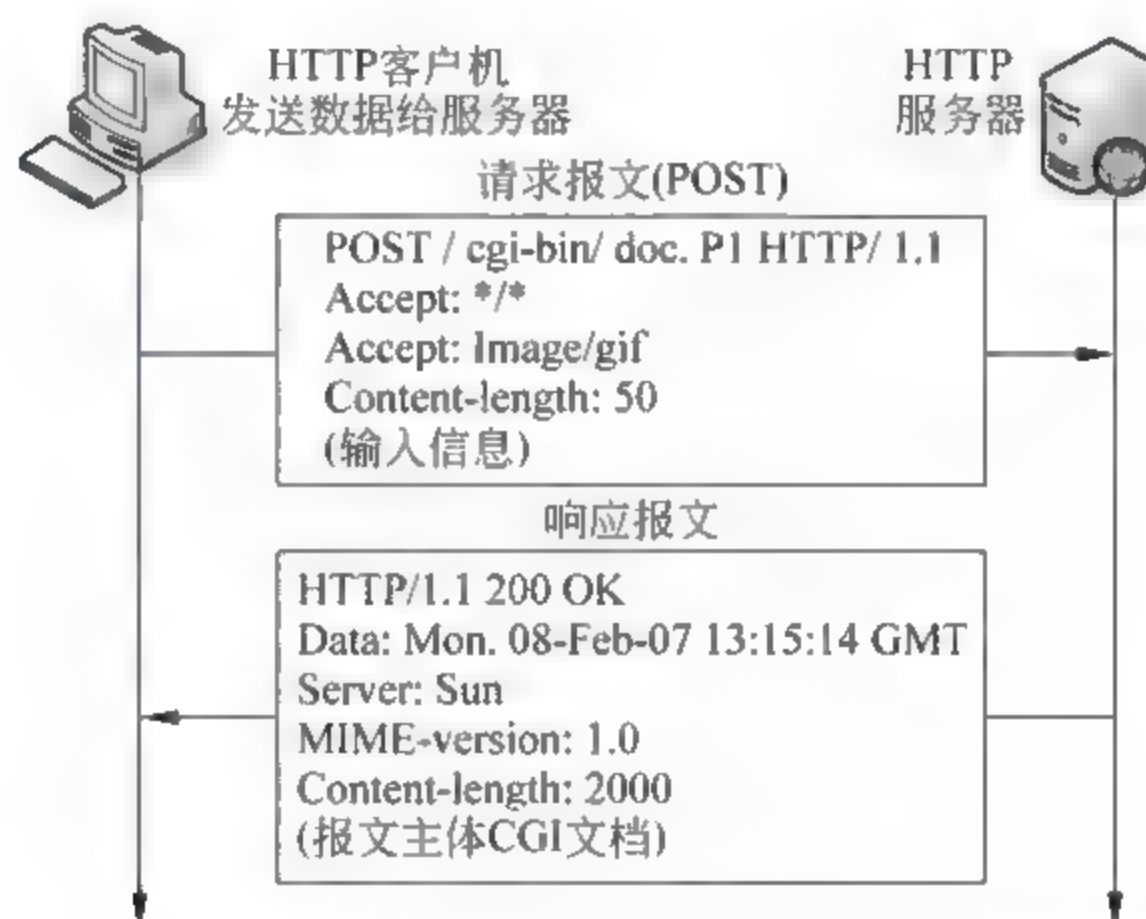 HTTP客户机
发送数据给服务器
HTTP
服务器
请求报文(POST)
POST / cgi-bin/ doc. P1 HTTP/ 1.1
Accept: */*
Accept: Image/gif
Content-length: 50
(输入信息)
响应报文
HTTP/1.1 200 OK
Data: Mon. 08-Feb-07 13:15:14 GMT
Server: Sun
MIME-version: 1.0
Content-length: 2000
(报文主体CGI文档)